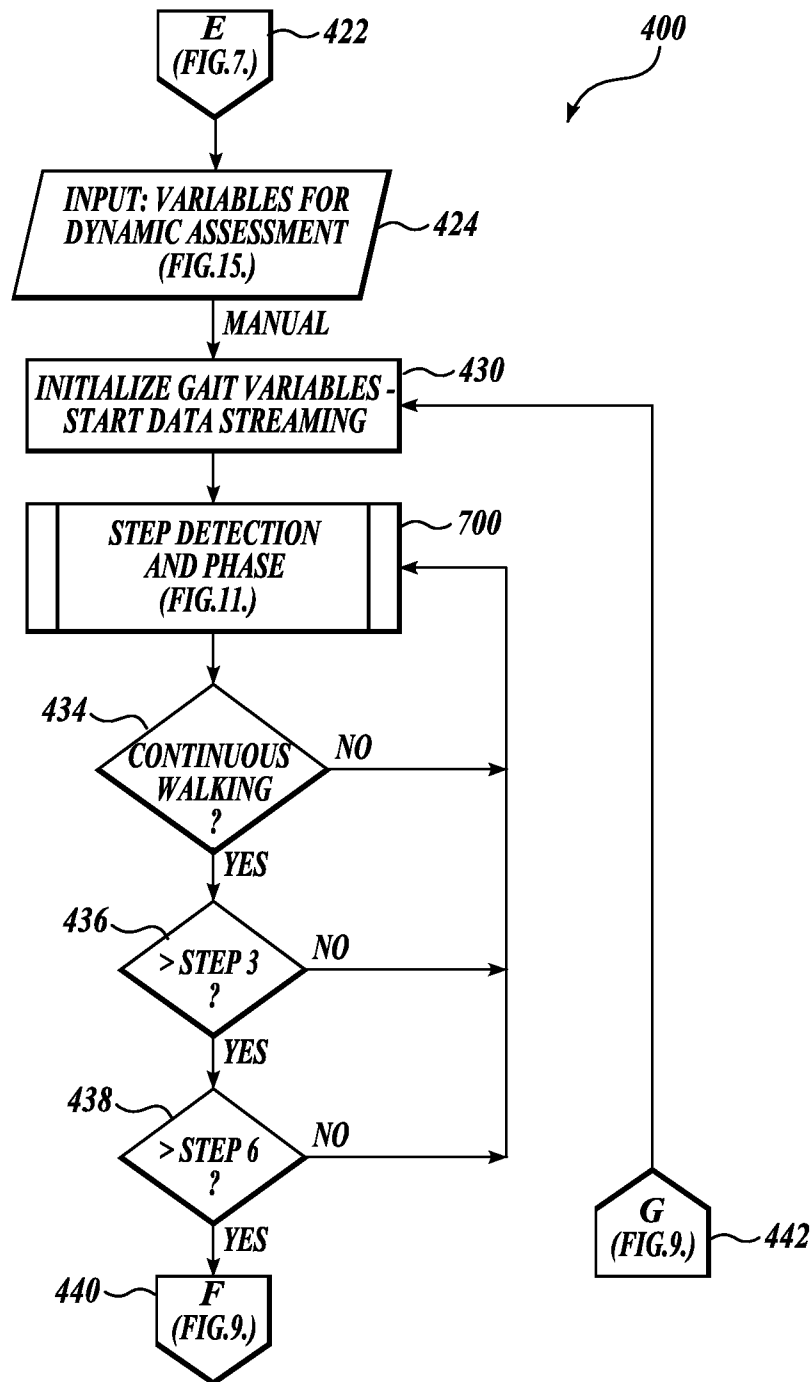 E
(FIG.7.)
422
400
INPUT: VARIABLES FOR
DYNAMIC ASSESSMENT
(FIG.15.)
424
MANUAL
INITIALIZE GAIT VARIABLES -
START DATA STREAMING
430
STEP DETECTION
AND PHASE
(FIG.11.)
700
434
CONTINUOUS
WALKING
?
NO
YES
436
> STEP 3
?
NO
YES
438
> STEP 6
?
NO
YES
440
F
(FIG.9.)
G
(FIG.9.)
442